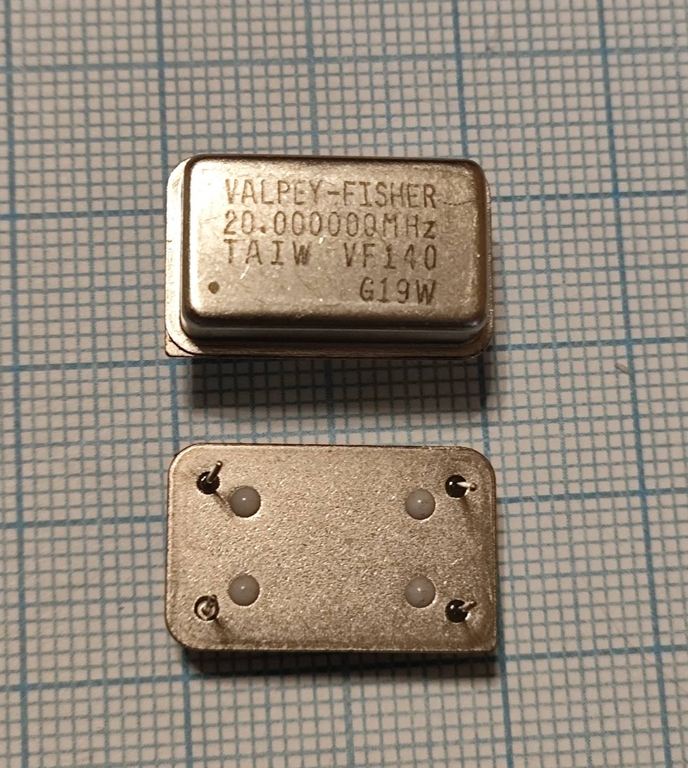 VALPEY-FISHER
20.000000MHz
TAIW VF140
G19W